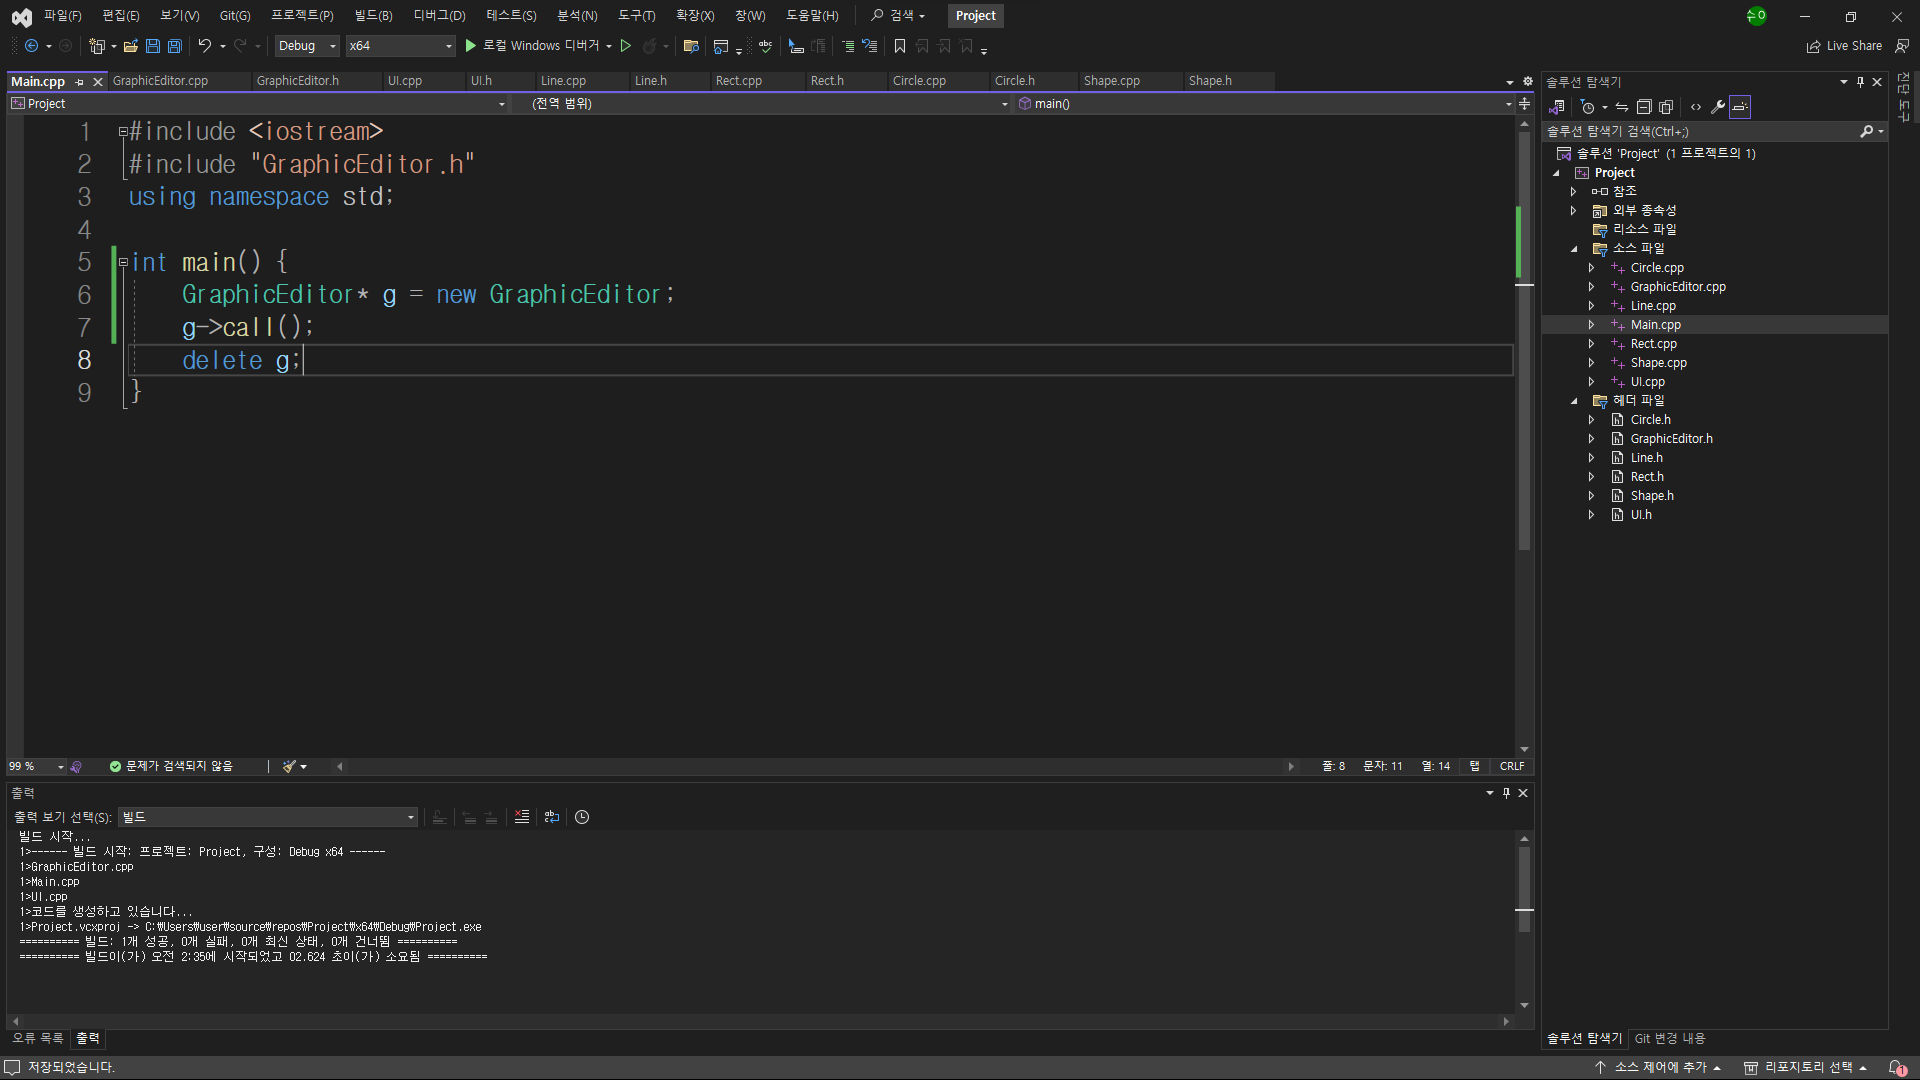 파일(F) 편집(E) 보기(V) Git(G) 프로젝트(P) 빌드(B) 디버그(D) 테스트(S) 분석(N) 도구(T) 확장(X) 창(W) 도움말(H) 검색 Project
Debug x64 로컬 Windows 디버거 Live Share
Main.cpp GraphicEditor.cpp GraphicEditor.h UI.cpp UI.h Line.cpp Line.h Rect.cpp Rect.h Circle.cpp Circle.h Shape.cpp Shape.h
Project (전역 범위) main()
1 #include <iostream>
2 #include "GraphicEditor.h"
3 using namespace std;
4
5 int main() {
6 GraphicEditor* g = new GraphicEditor;
7 g->call();
8 delete g;
9 }
99 % 문제가 검색되지 않음 줄: 8 문자: 11 열: 14 탭 CRLF
출력
출력 보기 선택(S): 빌드
빌드 시작...
1>------ 빌드 시작: 프로젝트: Project, 구성: Debug x64 ------
1>GraphicEditor.cpp
1>Main.cpp
1>UI.cpp
1>코드를 생성하고 있습니다...
1>Project.vcxproj -> C:₩Users₩user₩source₩repos₩Project₩x64₩Debug₩Project.exe
========== 빌드: 1개 성공, 0개 실패, 0개 최신 상태, 0개 건너뜀 ==========
========== 빌드이(가) 오전 2:35에 시작되었고 02.624 초이(가) 소요됨 ==========
오류 목록 출력
솔루션 탐색기
솔루션 탐색기 검색(Ctrl+;)
솔루션 'Project' (1 프로젝트의 1)
Project
참조
외부 종속성
리소스 파일
소스 파일
Circle.cpp
GraphicEditor.cpp
Line.cpp
Main.cpp
Rect.cpp
Shape.cpp
UI.cpp
헤더 파일
Circle.h
GraphicEditor.h
Line.h
Rect.h
Shape.h
UI.h
솔루션 탐색기 Git 변경 내용
진단 도구
저장되었습니다. 소스 제어에 추가 리포지토리 선택 1